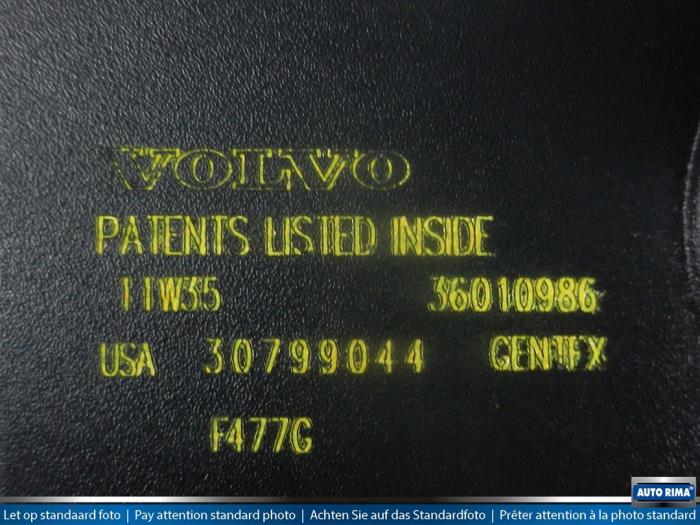 VOLVO
PATENTS LISTED INSIDE
11W35 36010986
USA 30799044 GENTEX
F477G
AUTO RIMA
Let op standaard foto | Pay attention standard photo | Achten Sie auf das Standardfoto | Prêter attention à la photo standard